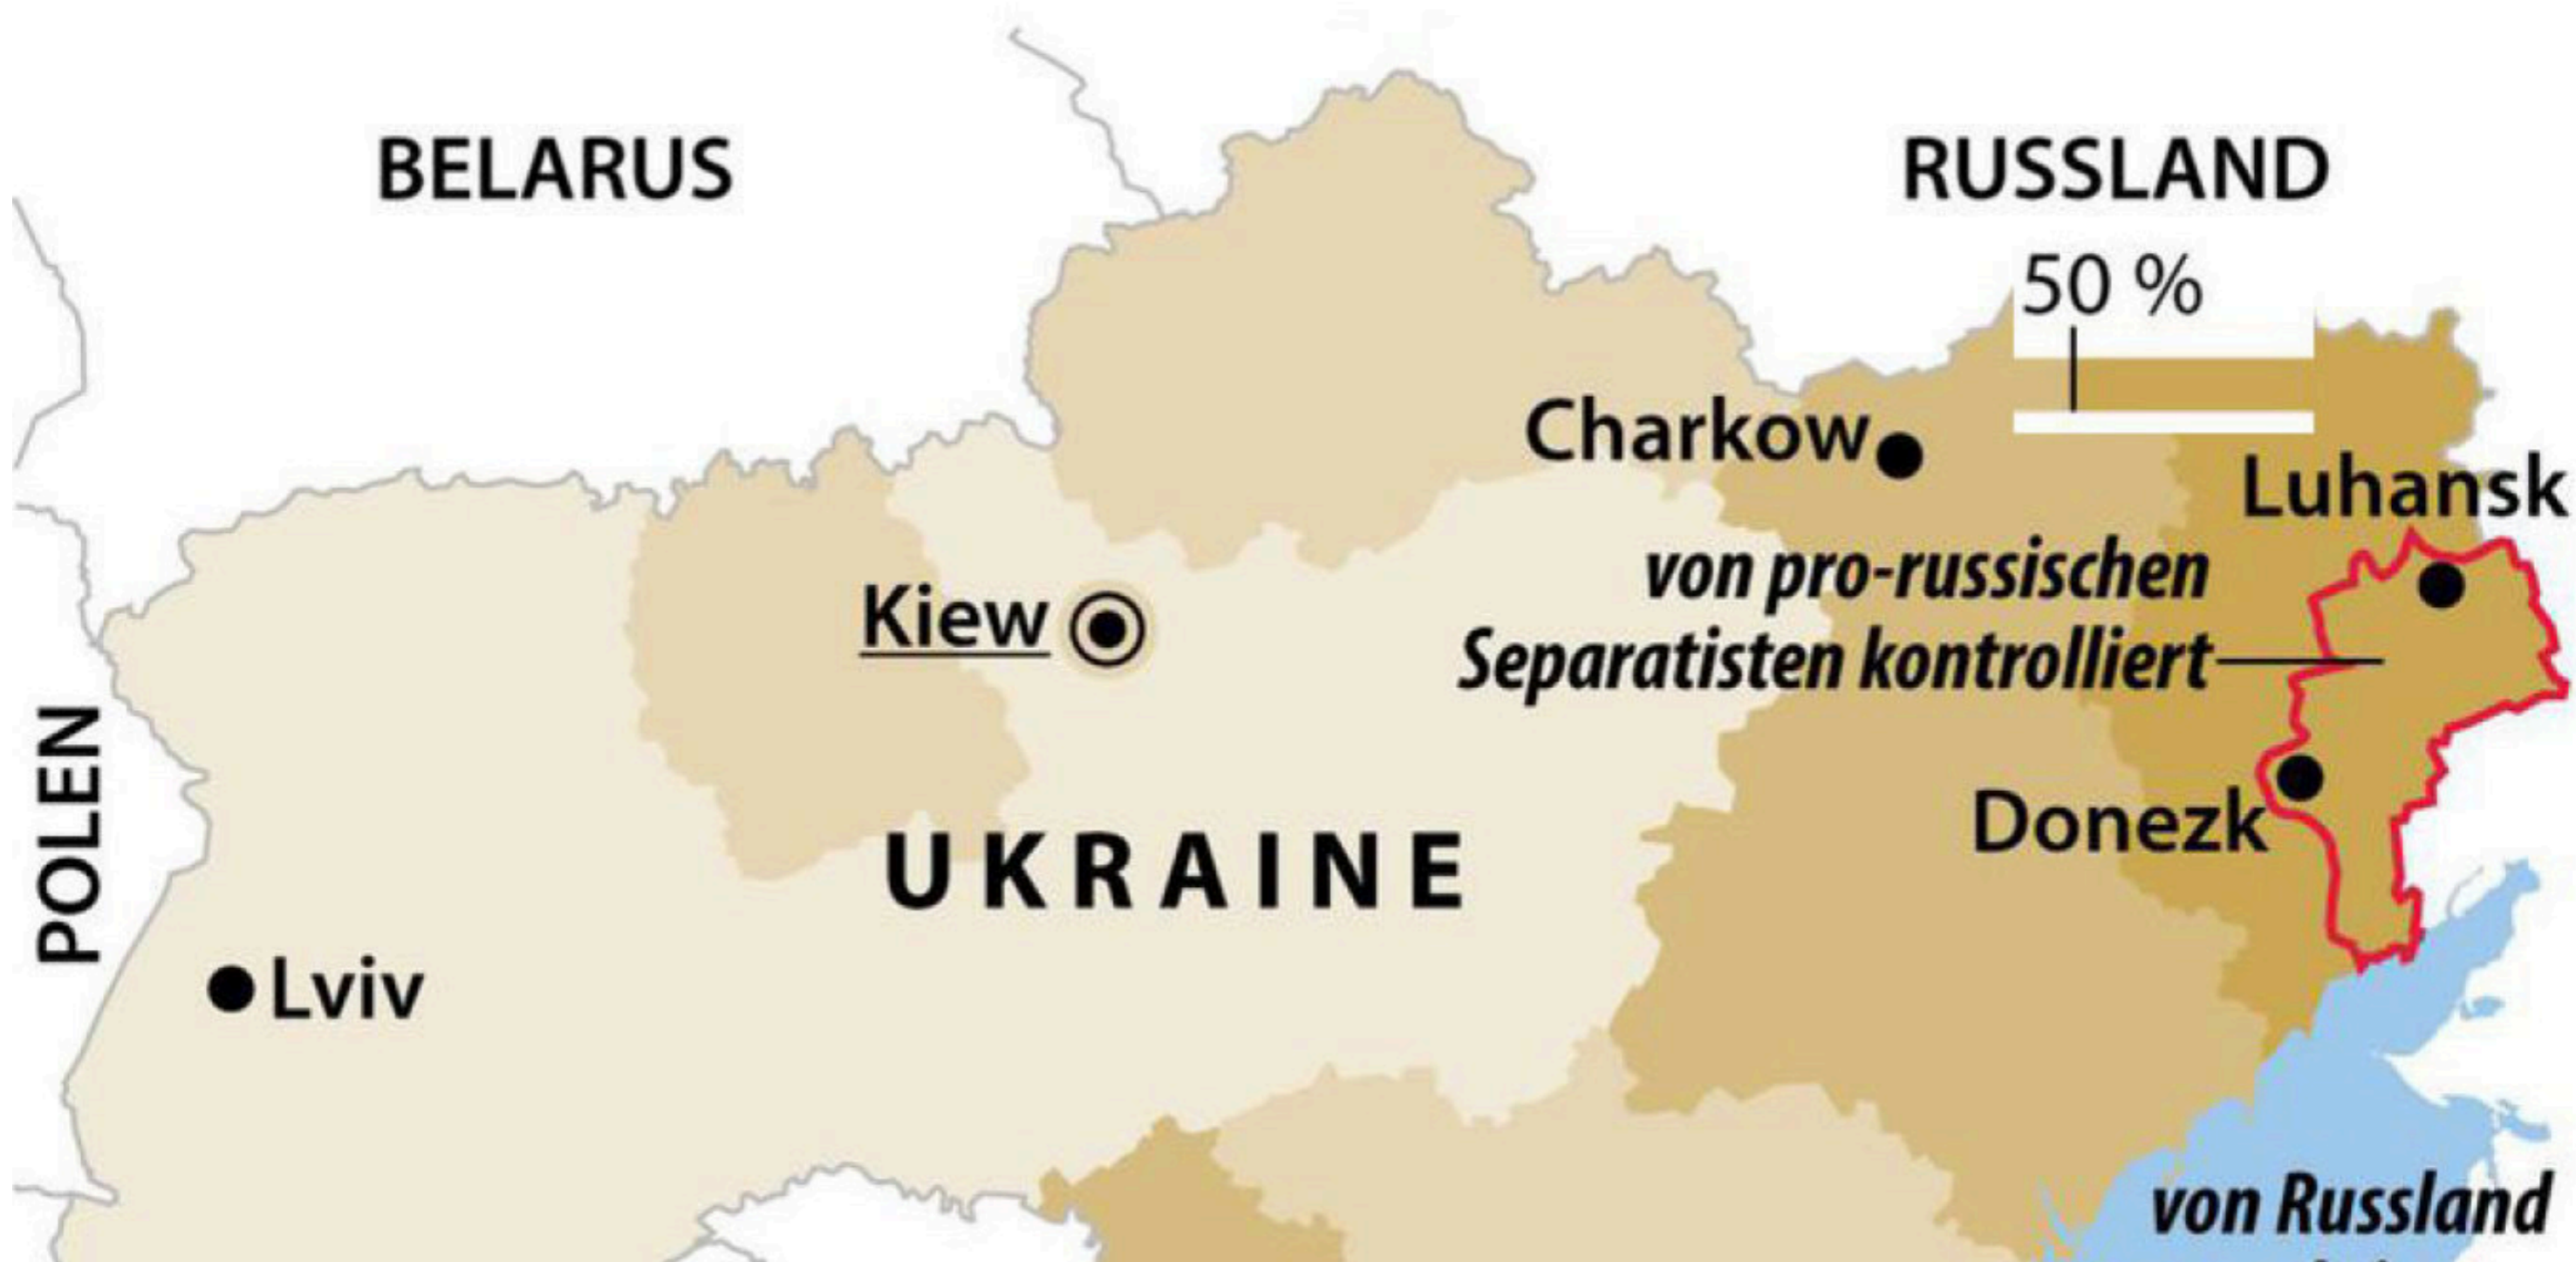 BELARUS
RUSSLAND
50 %
Charkow
Luhansk
von pro-russischen
Separatisten kontrolliert
Kiew
POLEN
Donezk
UKRAINE
Lviv
von Russland